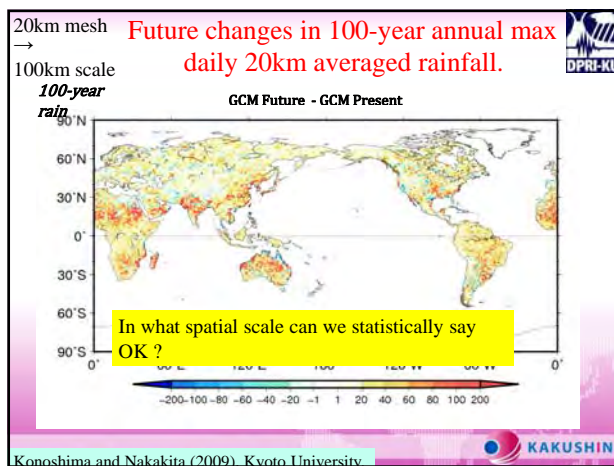 20km mesh
→
100km scale
100-year
rain
Future changes in 100-year annual max
daily 20km averaged rainfall.
DPRI-KU
GCM Future - GCM Present
90˚N
60˚N
30˚N
0˚
30˚S
60˚S
90˚S
In what spatial scale can we statistically say
OK ?
0˚ 0˚
-200 -100 -80 -60 -40 -20 -1 1 20 40 60 80 100 200
KAKUSHIN
Konoshima and Nakakita (2009), Kyoto University